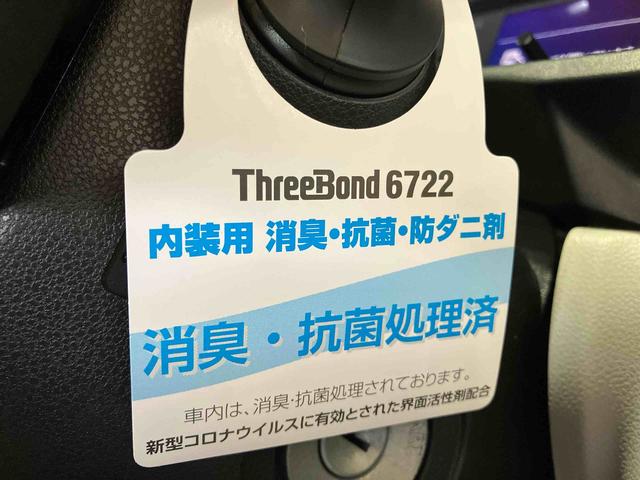 ThreeBond 6722
内装用 消臭・抗菌・防ダニ剤
消臭・抗菌処理済
車内は、消臭・抗菌処理されております。
新型コロナウイルスに有効とされた界面活性剤配合